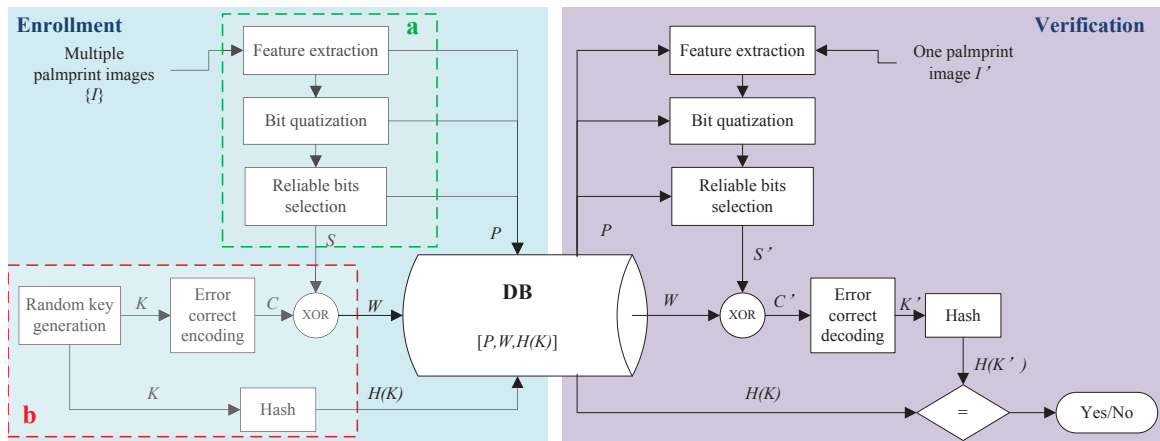 Enrollment
a
Multiple
palmprint images
{I}
Feature extraction
Bit quatization
Reliable bits
selection
S
P
b
Random key
generation
K
Error
correct
encoding
C
XOR
W
K
Hash
H(K)
DB
[P,W,H(K)]
Verification
Feature extraction
One palmprint
image I'
Bit quatization
Reliable bits
selection
P
S'
W
XOR
C'
Error
correct
decoding
K'
Hash
H(K')
H(K)
=
Yes/No